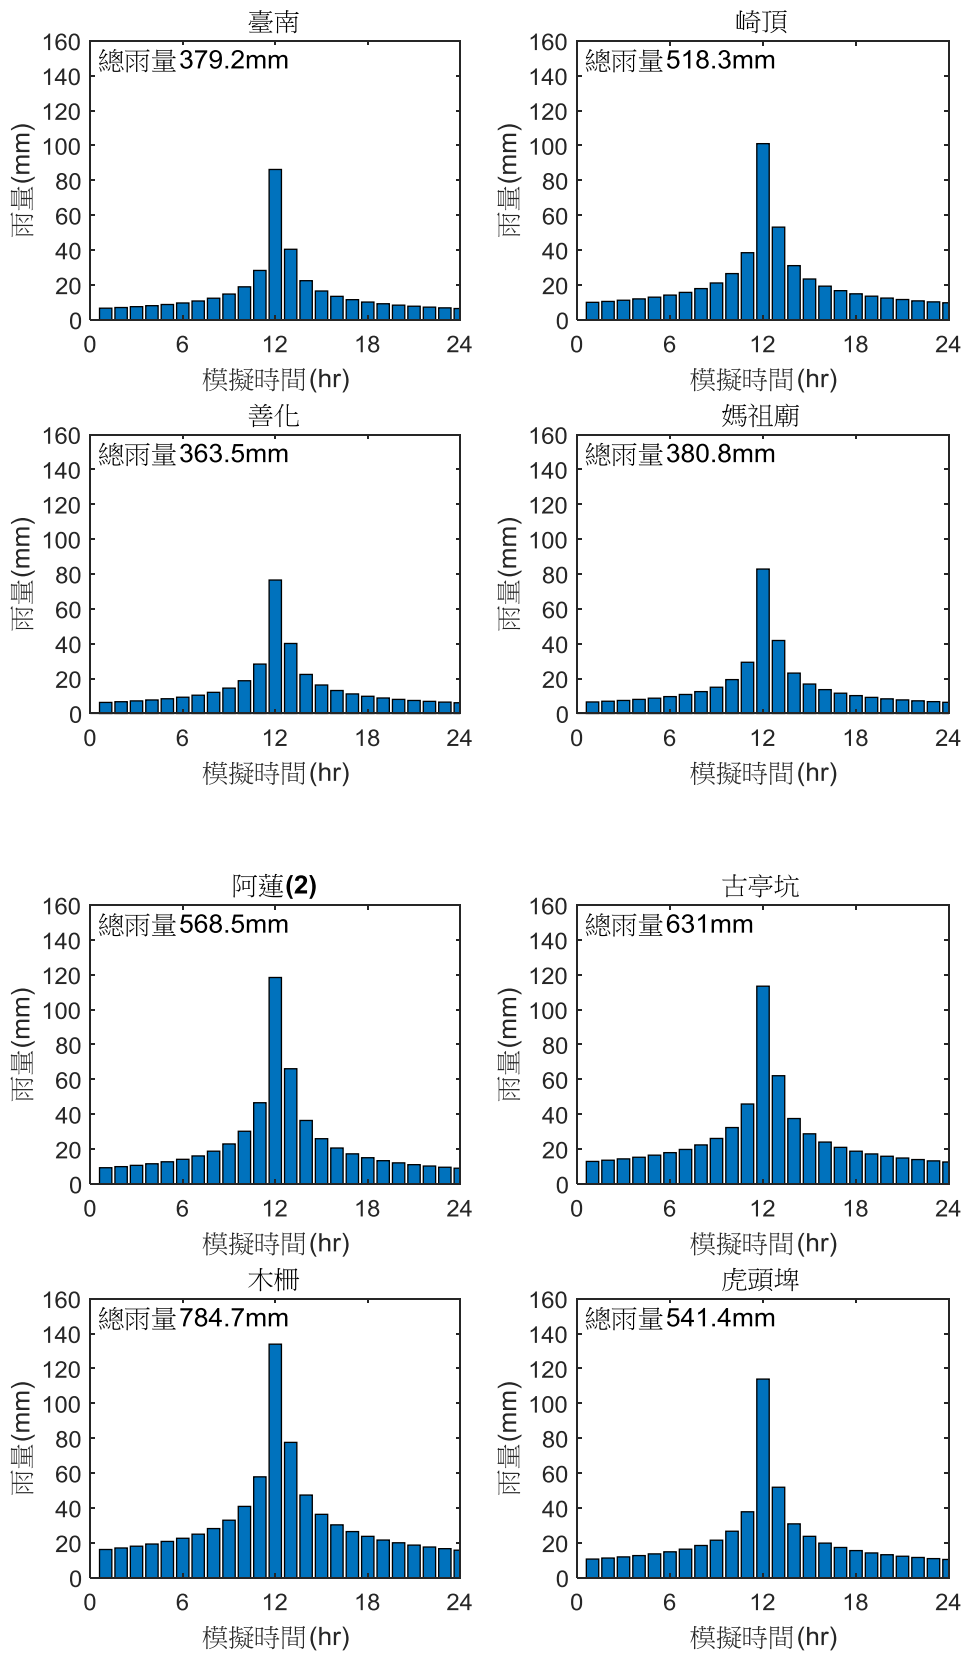 臺南
總雨量379.2mm
雨量(mm)
160
140
120
100
80
60
40
20
0
0 6 12 18 24
模擬時間(hr)
崎頂
總雨量518.3mm
雨量(mm)
160
140
120
100
80
60
40
20
0
0 6 12 18 24
模擬時間(hr)
善化
總雨量363.5mm
雨量(mm)
160
140
120
100
80
60
40
20
0
0 6 12 18 24
模擬時間(hr)
媽祖廟
總雨量380.8mm
雨量(mm)
160
140
120
100
80
60
40
20
0
0 6 12 18 24
模擬時間(hr)
阿蓮(2)
總雨量568.5mm
雨量(mm)
160
140
120
100
80
60
40
20
0
0 6 12 18 24
模擬時間(hr)
古亭坑
總雨量631mm
雨量(mm)
160
140
120
100
80
60
40
20
0
0 6 12 18 24
模擬時間(hr)
木柵
總雨量784.7mm
雨量(mm)
160
140
120
100
80
60
40
20
0
0 6 12 18 24
模擬時間(hr)
虎頭埤
總雨量541.4mm
雨量(mm)
160
140
120
100
80
60
40
20
0
0 6 12 18 24
模擬時間(hr)